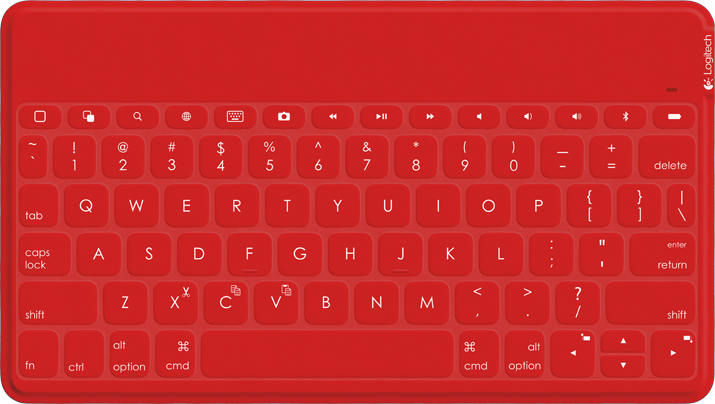 Logitech
~ ! @ # $ % ^ & * ( ) __ +
` 1 2 3 4 5 6 7 8 9 0 - = delete
tab Q W E R T Y U I O P { [ } ] | \
caps lock A S D F G H J K L : ; " ' enter return
shift Z X C V B N M < , > . ? / shift
fn ctrl alt option ⌘ cmd ⌘ cmd alt option ◄ ▲ ▼ ►